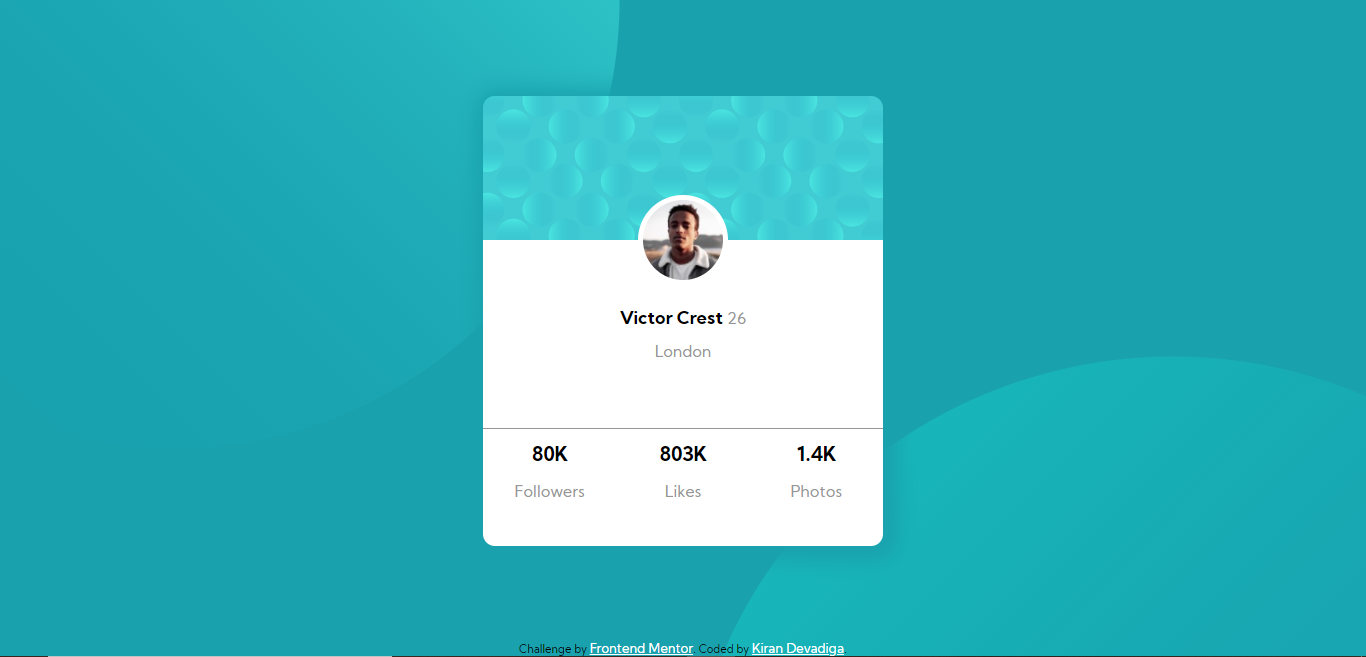 Victor Crest 26
London
80K 803K 1.4K
Followers Likes Photos
Challenge by Frontend Mentor. Coded by Kiran Devadiga.